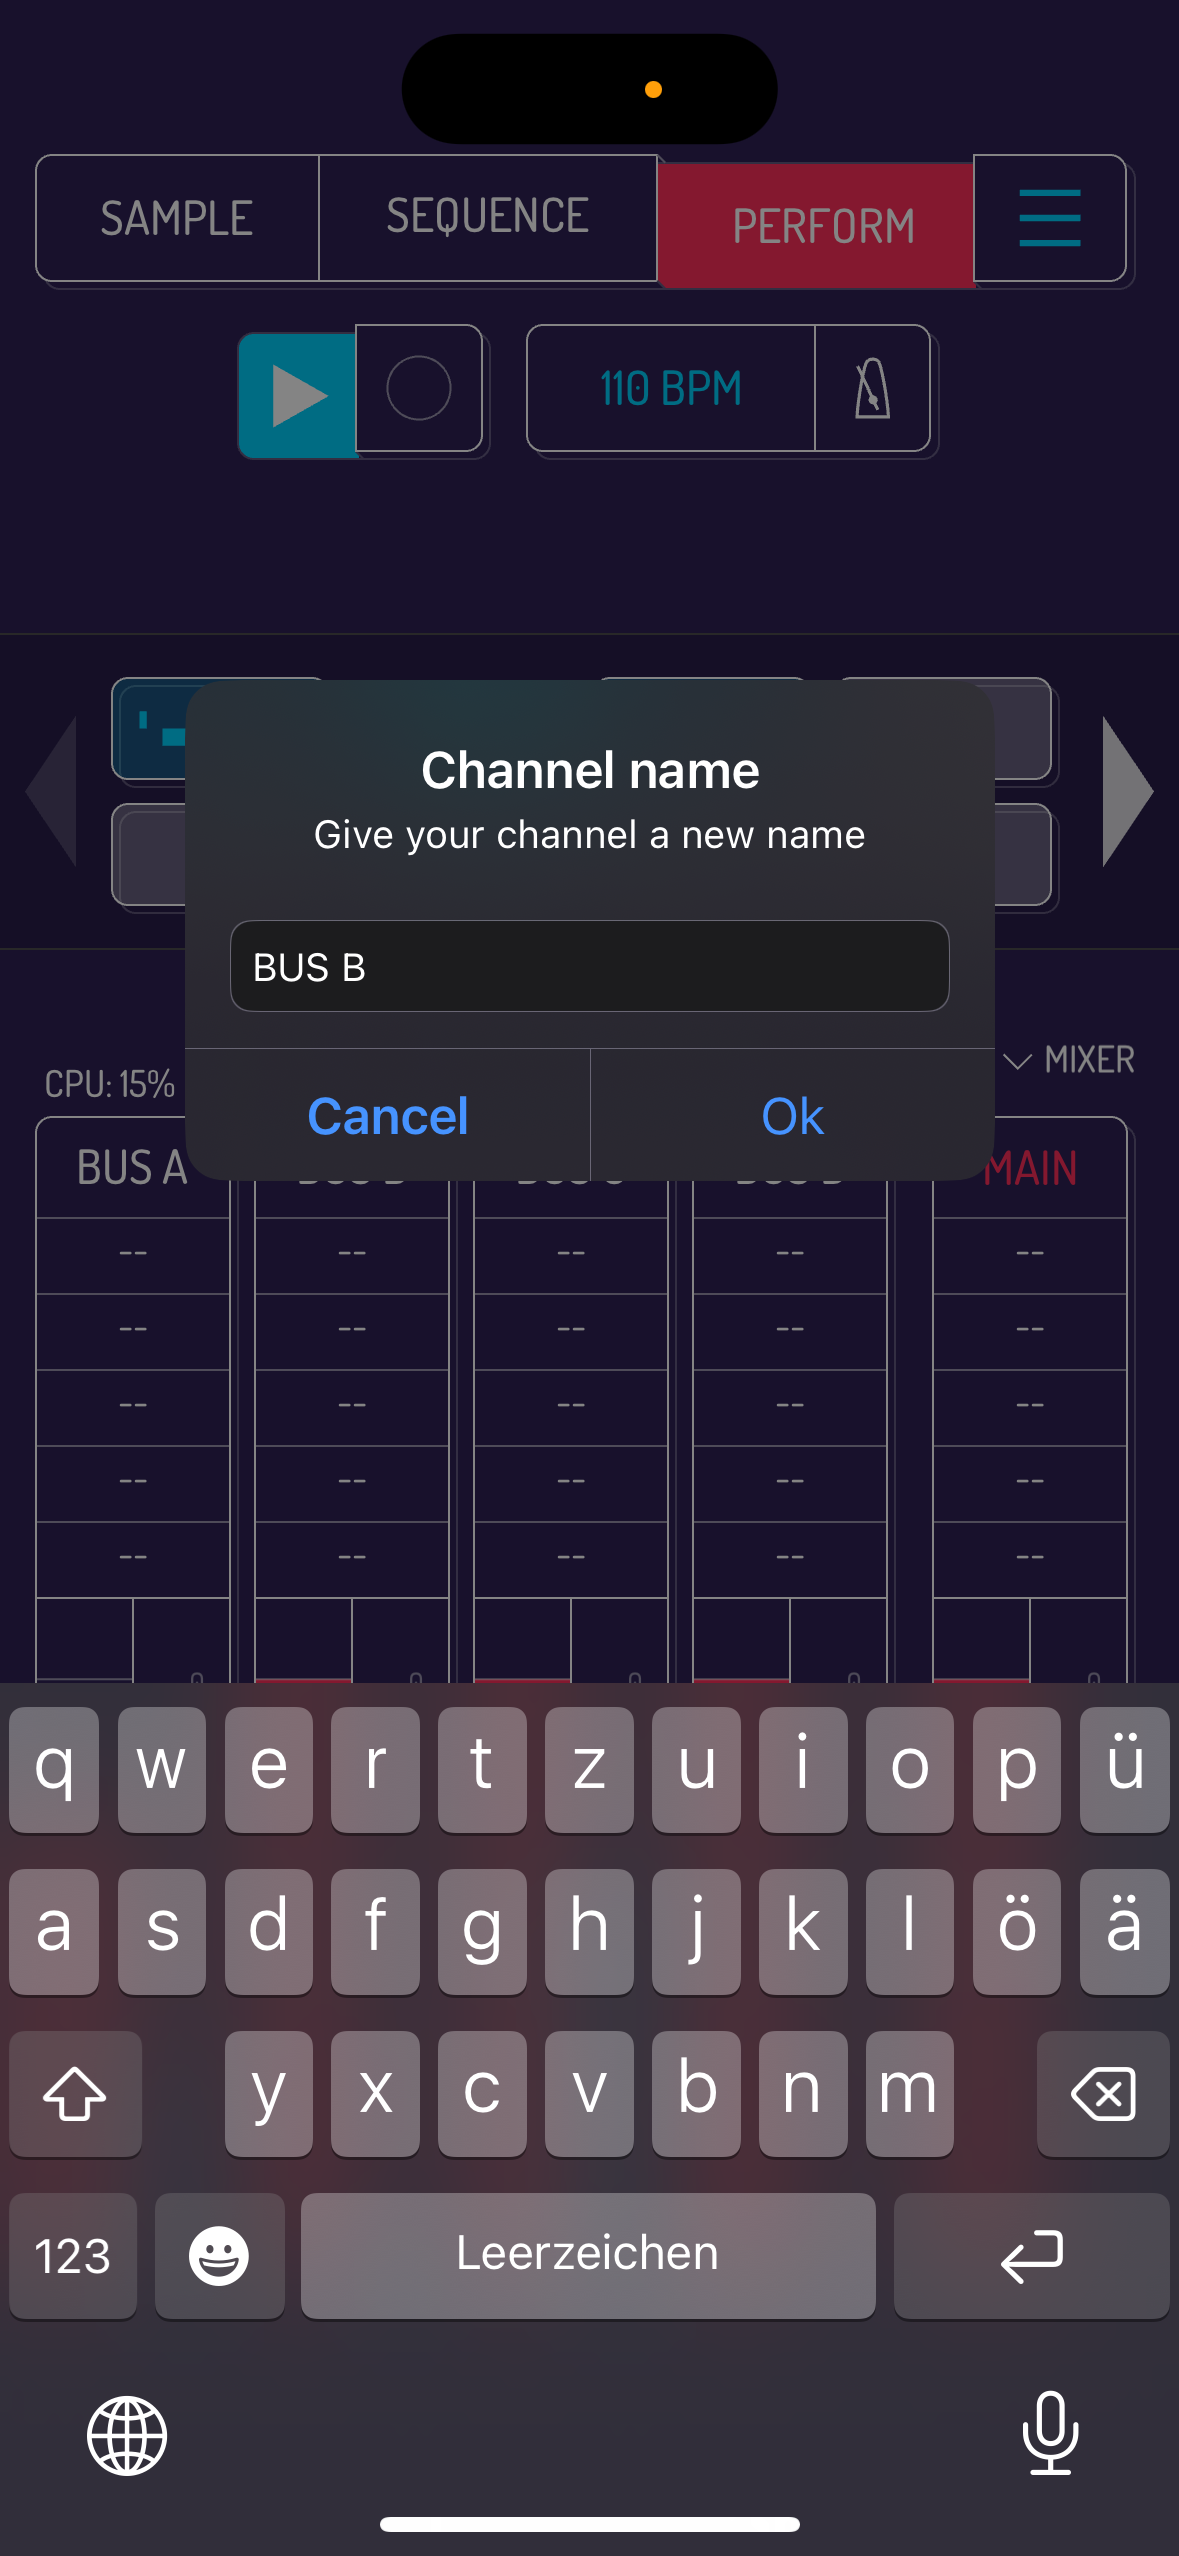 SAMPLE
SEQUENCE
PERFORM
110 BPM
Channel name
Give your channel a new name
BUS B
Cancel
Ok
CPU: 15%
MIXER
BUS A
MAIN
-- -- -- -- --
-- -- -- -- --
-- -- -- -- --
-- -- -- -- --
-- -- -- -- --
q w e r t z u i o p ü
a s d f g h j k l ö ä
y x c v b n m
123
Leerzeichen